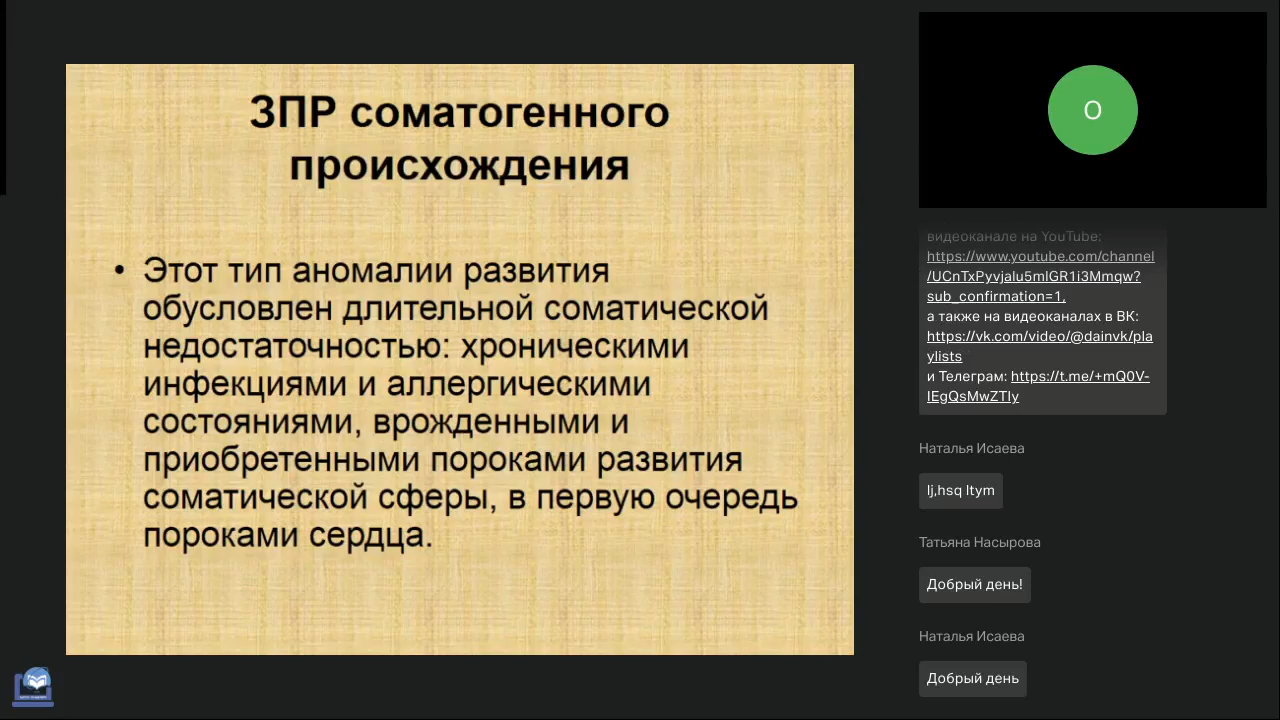 ЗПР соматогенного
происхождения
• Этот тип аномалии развития
обусловлен длительной соматической
недостаточностью: хроническими
инфекциями и аллергическими
состояниями, врожденными и
приобретенными пороками развития
соматической сферы, в первую очередь
пороками сердца.
О
видеоканале на YouTube:
https://www.youtube.com/channel
/UCnTxPyvjalu5mlGR1i3Mmqw?
sub_confirmation=1,
а также на видеоканалах в ВК:
https://vk.com/video/@dainvk/pla
ylists
и Телеграм: https://t.me/+mQ0V-
IEgQsMwZTIy
Наталья Исаева
lj,hsq ltym
Татьяна Насырова
Добрый день!
Наталья Исаева
Добрый день